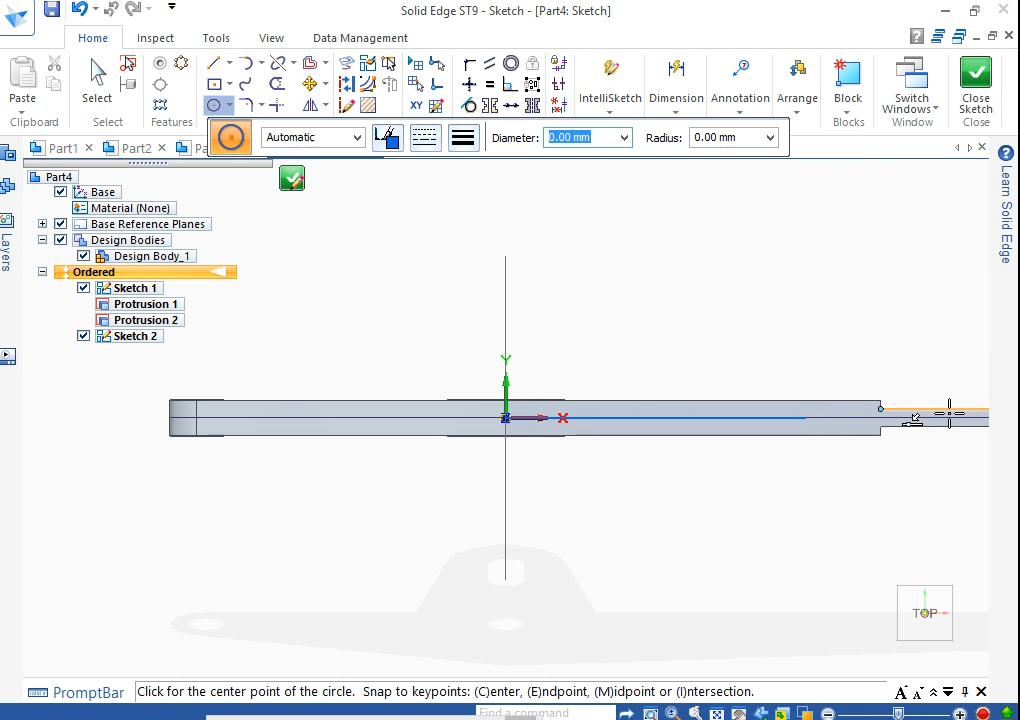 Solid Edge ST9 - Sketch - [Part4: Sketch]
Home Inspect Tools View Data Management
Paste Select IntelliSketch Dimension Annotation Arrange Block Switch Windows Close Sketch
XY
Clipboard Select Features Blocks Window Close
Automatic Diameter: 0.00 mm Radius: 0.00 mm
Part1 Part2 Pa
Part4
Base
Material (None)
Base Reference Planes
Design Bodies
Design Body_1
Ordered
Sketch 1
Protrusion 1
Protrusion 2
Sketch 2
Layers
Learn Solid Edge
Y
X
TOP
PromptBar Click for the center point of the circle. Snap to keypoints: (C)enter, (E)ndpoint, (M)idpoint or (I)ntersection.
Find a command